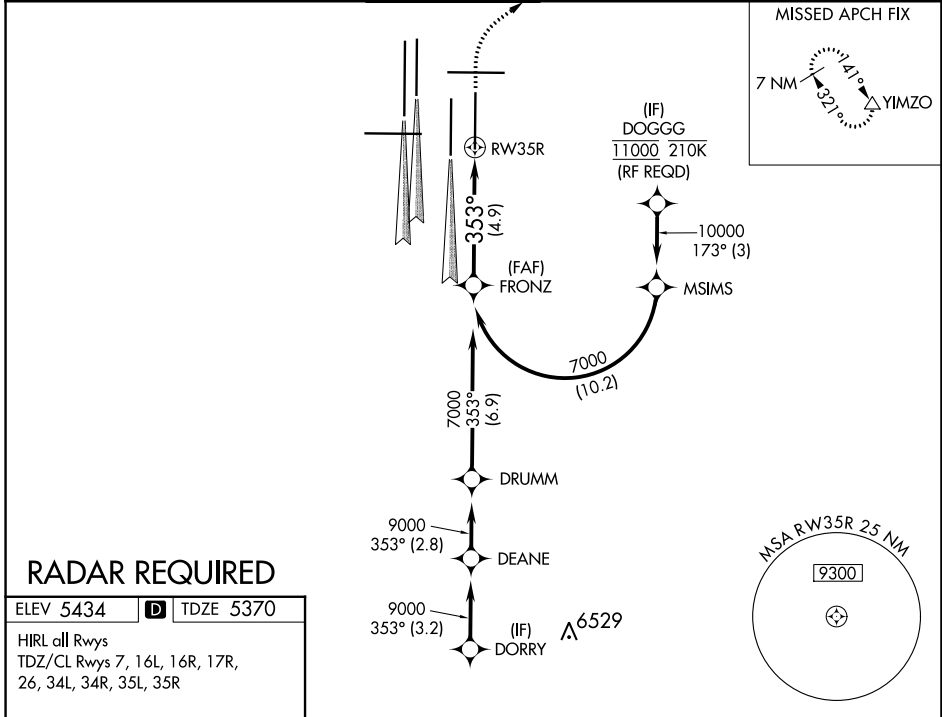 MISSED APCH FIX
7 NM
141°
321°
YIMZO
(IF)
DOGGG
11000 210K
(RF REQD)
RW35R
353°
(4.9)
10000
173° (3)
(FAF)
FRONZ
MSIMS
7000
(10.2)
7000
353°
(6.9)
DRUMM
9000
353° (2.8)
DEANE
9000
353° (3.2)
(IF)
DORRY
6529
MSA RW35R 25 NM
9300
RADAR REQUIRED
ELEV 5434 D TDZE 5370
HIRL all Rwys
TDZ/CL Rwys 7, 16L, 16R, 17R,
26, 34L, 34R, 35L, 35R